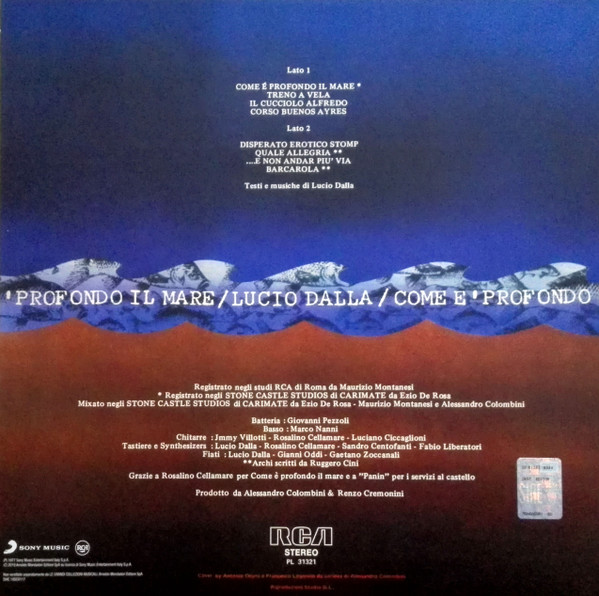 Lato 1
COME É PROFONDO IL MARE *
TRENO A VELA
IL CUCCIOLO ALFREDO
CORSO BUENOS AYRES
Lato 2
DISPERATO EROTICO STOMP
QUALE ALLEGRIA **
....E NON ANDAR PIU' VIA
BARCAROLA **
Testi e musiche di Lucio Dalla
'PROFONDO IL MARE/LUCIO DALLA/COME E'PROFONDO
Registrato negli studi RCA di Roma da Maurizio Montanesi
* Registrato negli STONE CASTLE STUDIOS di CARIMATE da Ezio De Rosa
Mixato negli STONE CASTLE STUDIOS di CARIMATE da Ezio De Rosa - Maurizio Montanesi e Alessandro Colombini
Batteria : Giovanni Pezzoli
Basso : Marco Nanni
Chitarre : Jmmy Villotti - Rosalino Cellamare - Luciano Ciccaglioni
Tastiere e Synthesizers : Lucio Dalla - Rosalino Cellamare - Sandro Centofanti - Fabio Liberatori
Fiati : Lucio Dalla - Gianni Oddi - Gaetano Zoccanali
**Archi scritti da Ruggero Cini
Grazie a Rosalino Cellamare per Come è profondo il mare e a "Panin" per i servizi al castello
Prodotto da Alessandro Colombini & Renzo Cremonini
SONY MUSIC
RCA
RCA
STEREO
PL 31321